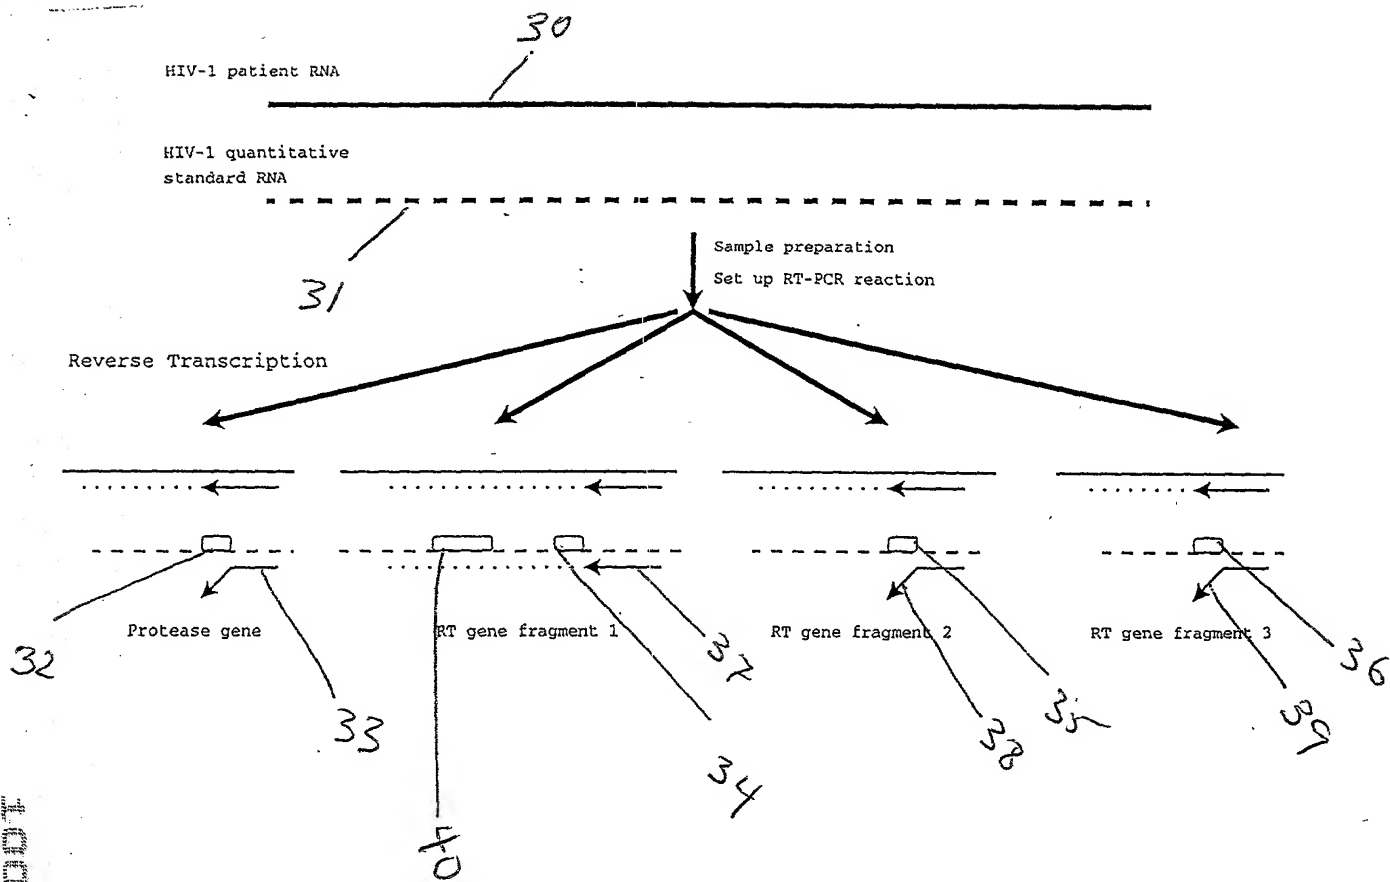 30
HIV-1 patient RNA
HIV-1 quantitative
standard RNA
31
Sample preparation
Set up RT-PCR reaction
Reverse Transcription
Protease gene
RT gene fragment 1
RT gene fragment 2
RT gene fragment 3
32
33
37
34
38
35
39
36
40
100